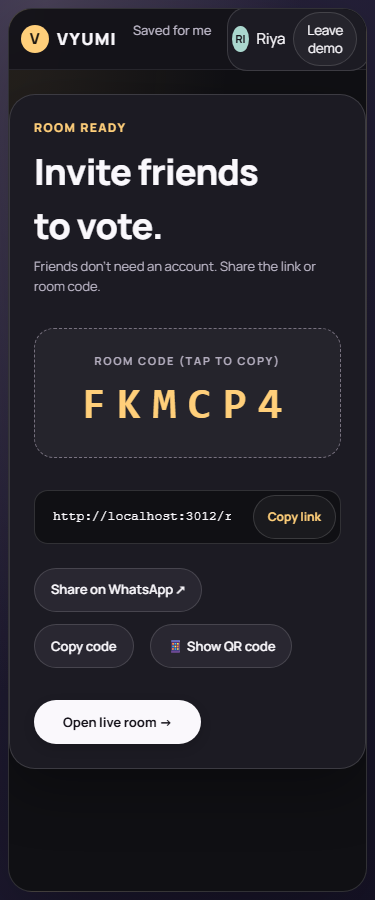 V VYUMI Saved for me RI Riya Leave
demo
ROOM READY
Invite friends
to vote.
Friends don't need an account. Share the link or
room code.
ROOM CODE (TAP TO COPY)
FKMCP4
http://localhost:3012/r Copy link
Share on WhatsApp ↗
Copy code Show QR code
Open live room →